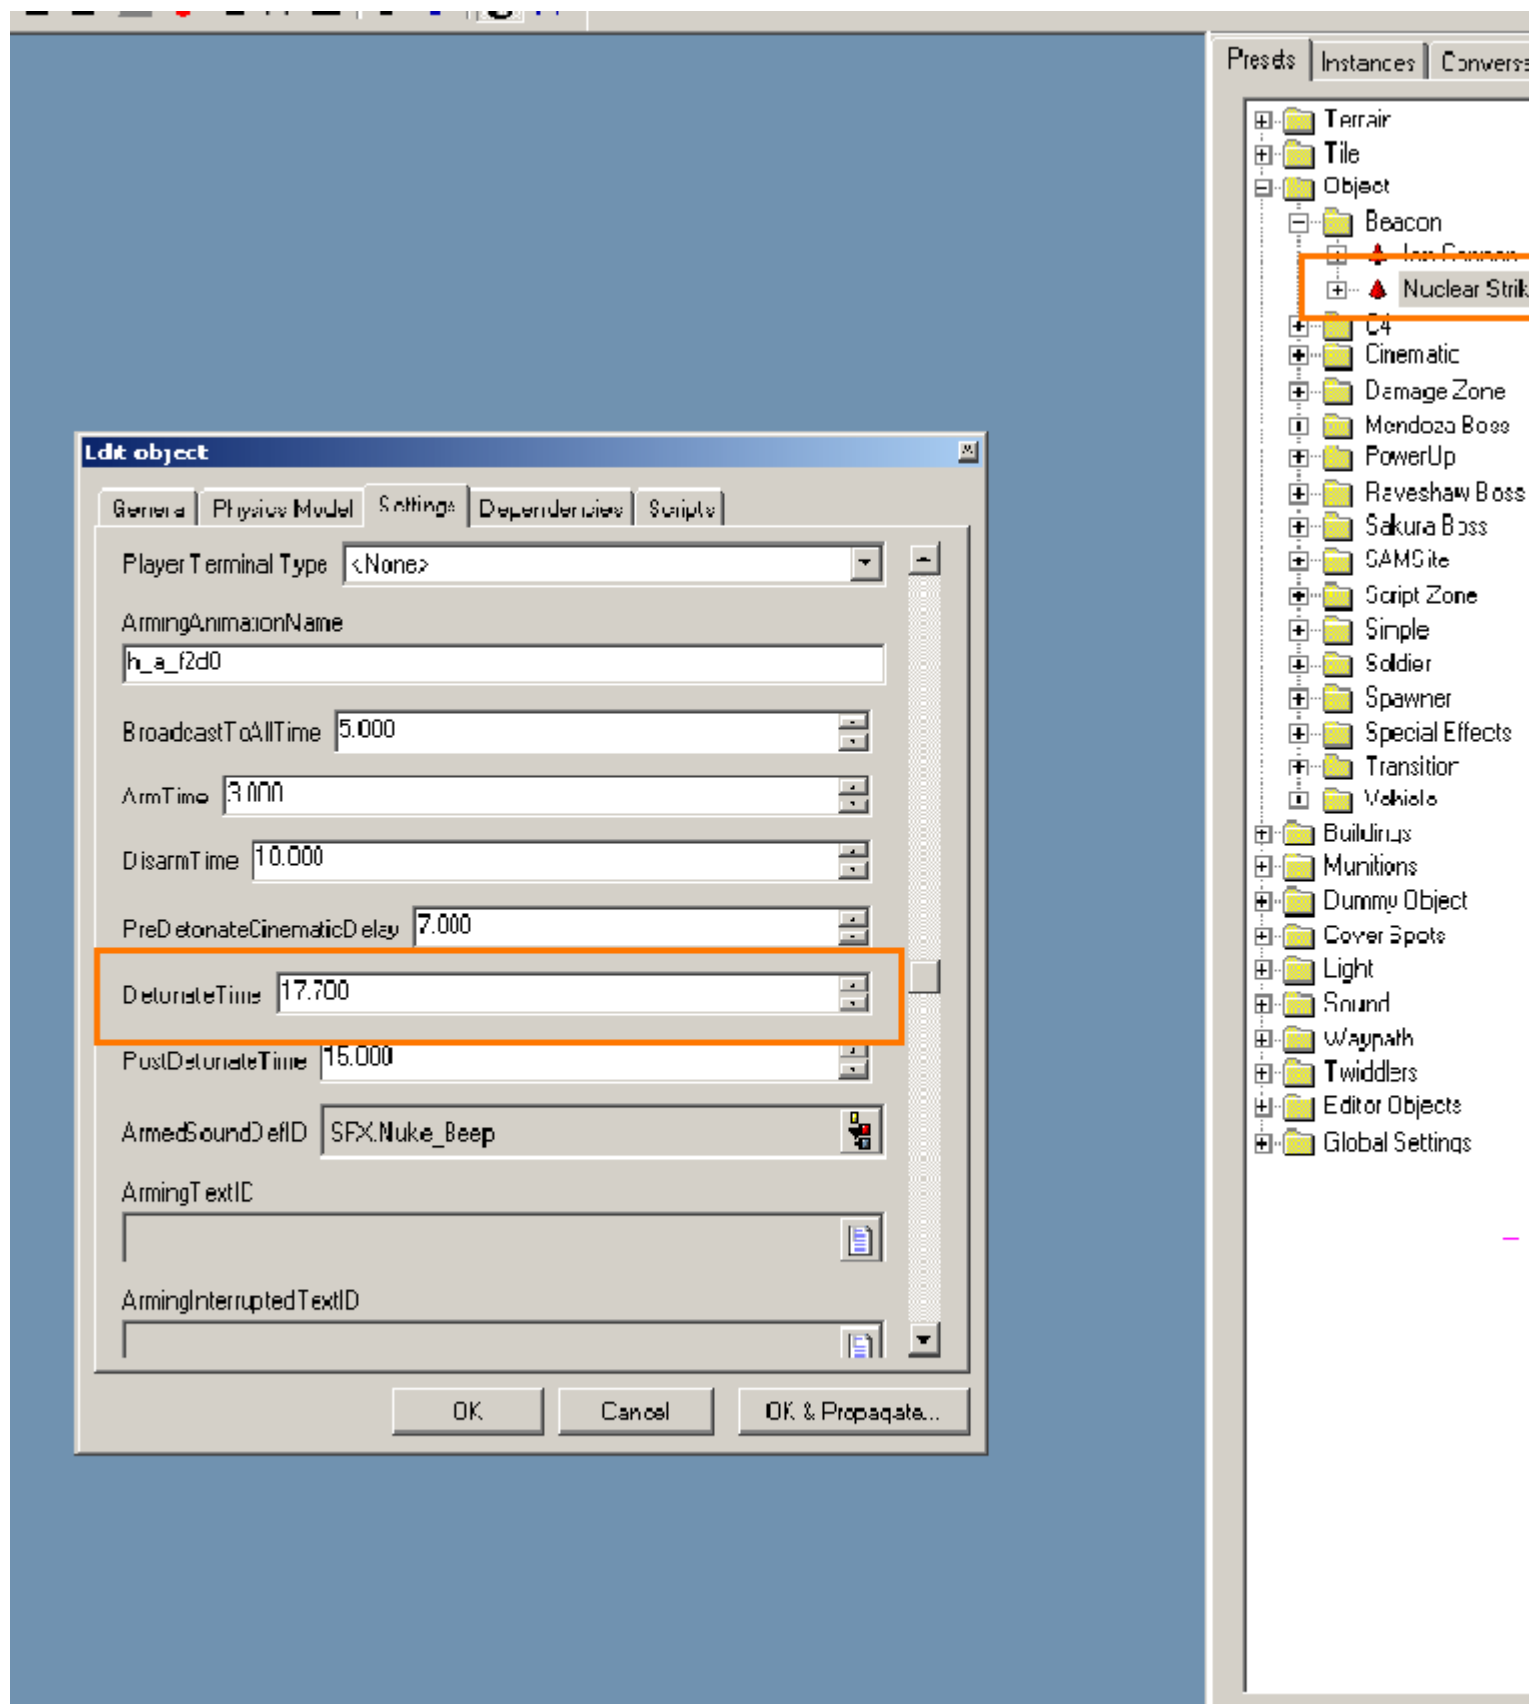 Presets Instances
Terrain
Tile
Object
Beacon
Nuclear
C4
Cinematic
Damage Zone
Mendoza Boss
PowerUp
Raveshaw Boss
Sakura Boss
SAMSite
Script Zone
Simple
Soldier
Spawner
Special Effects
Transition
Vehicle
Buildings
Munitions
Dummy Object
Cover Spots
Light
Sound
Waypath
Twiddlers
Editor Objects
Global Settings
Edit object
General Physics Model Settings Dependencies Scripts
Player Terminal Type <None>
ArmingAnimationName
h_a_f2d0
BroadcastToAllTime 5.000
ArmTime 3.000
DisarmTime 10.000
PreDetonateCinematicDelay 7.000
DetonateTime 17.700
PostDetonateTime 15.000
ArmedSoundDefID SFX.Nuke_Beep
ArmingTextID
ArmingInterruptedTextID
OK Cancel OK & Propagate...